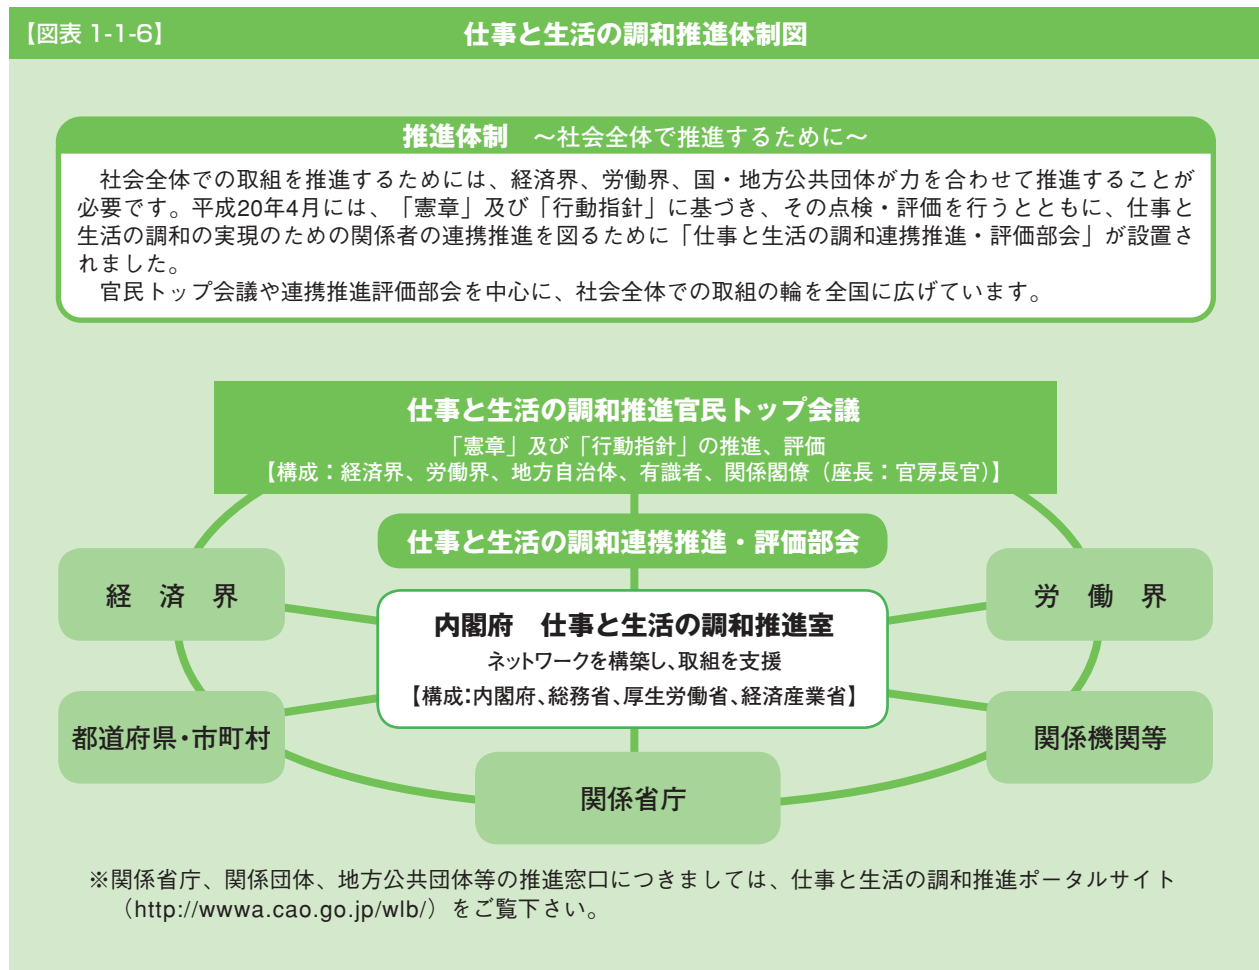 【図表 1-1-6】
仕事と生活の調和推進体制図
推進体制　～社会全体で推進するために～
社会全体での取組を推進するためには、経済界、労働界、国・地方公共団体が力を合わせて推進することが
必要です。平成20年4月には、「憲章」及び「行動指針」に基づき、その点検・評価を行うとともに、仕事と
生活の調和の実現のための関係者の連携推進を図るために「仕事と生活の調和連携推進・評価部会」が設置さ
れました。
官民トップ会議や連携推進評価部会を中心に、社会全体での取組の輪を全国に広げています。
仕事と生活の調和推進官民トップ会議
「憲章」及び「行動指針」の推進、評価
【構成：経済界、労働界、地方自治体、有識者、関係閣僚（座長：官房長官）】
仕事と生活の調和連携推進・評価部会
経　済　界
労　働　界
内閣府　仕事と生活の調和推進室
ネットワークを構築し、取組を支援
【構成:内閣府、総務省、厚生労働省、経済産業省】
都道府県・市町村
関係機関等
関係省庁
※関係省庁、関係団体、地方公共団体等の推進窓口につきましては、仕事と生活の調和推進ポータルサイト
（http://wwwa.cao.go.jp/wlb/）をご覧下さい。